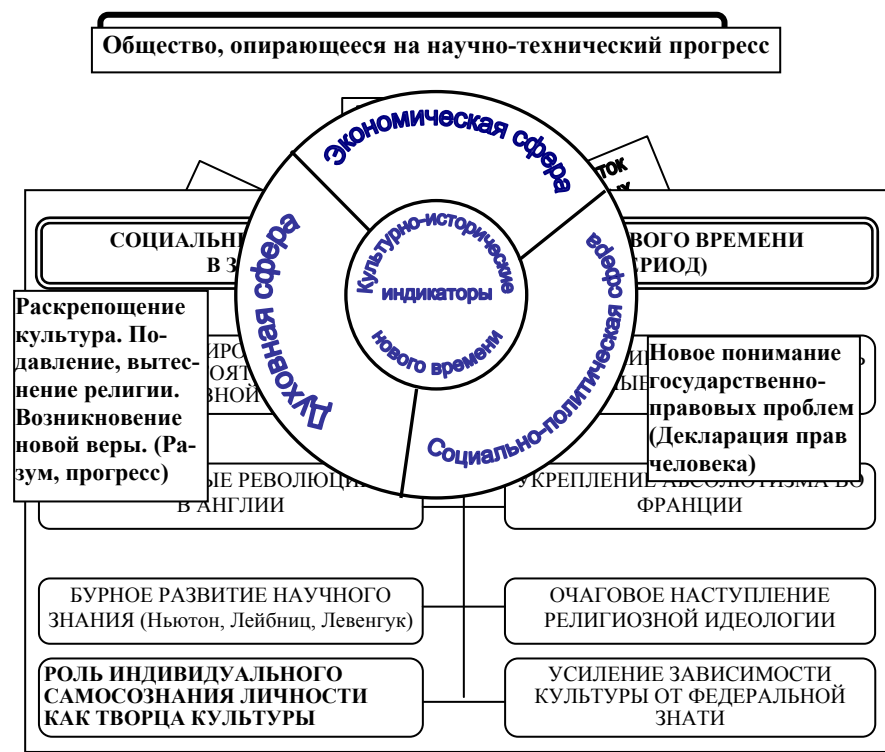 Общество, опирающееся на научно-технический прогресс
Экономическая сфера
Духовная сфера
Социально-политическая сфера
Культурно-исторические
индикаторы
нового времени
В
ВРЕМЕНИ
Раскрепощение
культура. По-
давление, вытес-
нение религии.
Возникновение
новой веры. (Ра-
зум, прогресс)
Новое понимание
государственно-
правовых проблем
(Декларация прав
человека)
В АНГЛИИ
УКРЕПЛЕНИЕ АБСОЛЮТИЗМА ВО
ФРАНЦИИ
БУРНОЕ РАЗВИТИЕ НАУЧНОГО
ЗНАНИЯ (Ньютон, Лейбниц, Левенгук)
ОЧАГОВОЕ НАСТУПЛЕНИЕ
РЕЛИГИОЗНОЙ ИДЕОЛОГИИ
РОЛЬ ИНДИВИДУАЛЬНОГО
САМОСОЗНАНИЯ ЛИЧНОСТИ
КАК ТВОРЦА КУЛЬТУРЫ
УСИЛЕНИЕ ЗАВИСИМОСТИ
КУЛЬТУРЫ ОТ ФЕДЕРАЛЬНОЙ
ЗНАТИ